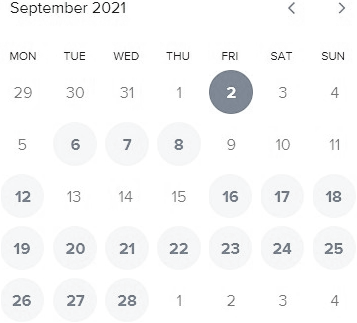 September 2021
MON TUE WED THU FRI SAT SUN
29 30 31 1 2 3 4
5 6 7 8 9 10 11
12 13 14 15 16 17 18
19 20 21 22 23 24 25
26 27 28 1 2 3 4